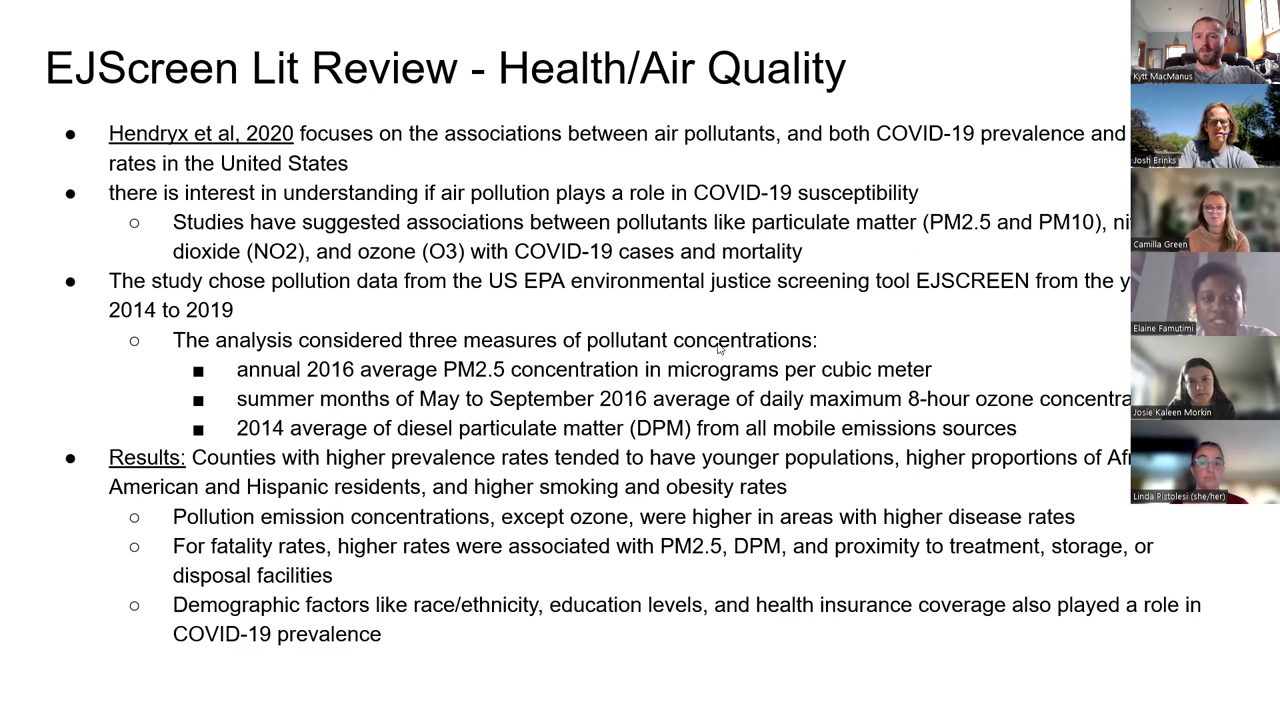 EJScreen Lit Review - Health/Air Quality
● Hendryx et al, 2020 focuses on the associations between air pollutants, and both COVID-19 prevalence and
rates in the United States
● there is interest in understanding if air pollution plays a role in COVID-19 susceptibility
○ Studies have suggested associations between pollutants like particulate matter (PM2.5 and PM10),
dioxide (NO2), and ozone (O3) with COVID-19 cases and mortality
● The study chose pollution data from the US EPA environmental justice screening tool EJSCREEN from the
2014 to 2019
○ The analysis considered three measures of pollutant concentrations:
■ annual 2016 average PM2.5 concentration in micrograms per cubic meter
■ summer months of May to September 2016 average of daily maximum 8-hour ozone
■ 2014 average of diesel particulate matter (DPM) from all mobile emissions sources
● Results: Counties with higher prevalence rates tended to have younger populations, higher proportions of
American and Hispanic residents, and higher smoking and obesity rates
○ Pollution emission concentrations, except ozone, were higher in areas with higher disease rates
○ For fatality rates, higher rates were associated with PM2.5, DPM, and proximity to treatment, storage, or
disposal facilities
○ Demographic factors like race/ethnicity, education levels, and health insurance coverage also played a role in
COVID-19 prevalence
Kytt MacManus
Josh Brinks
Camilla Green
Elaine Famutimi
Josie Kaleen Morkin
Linda Pistolesi (she/her)